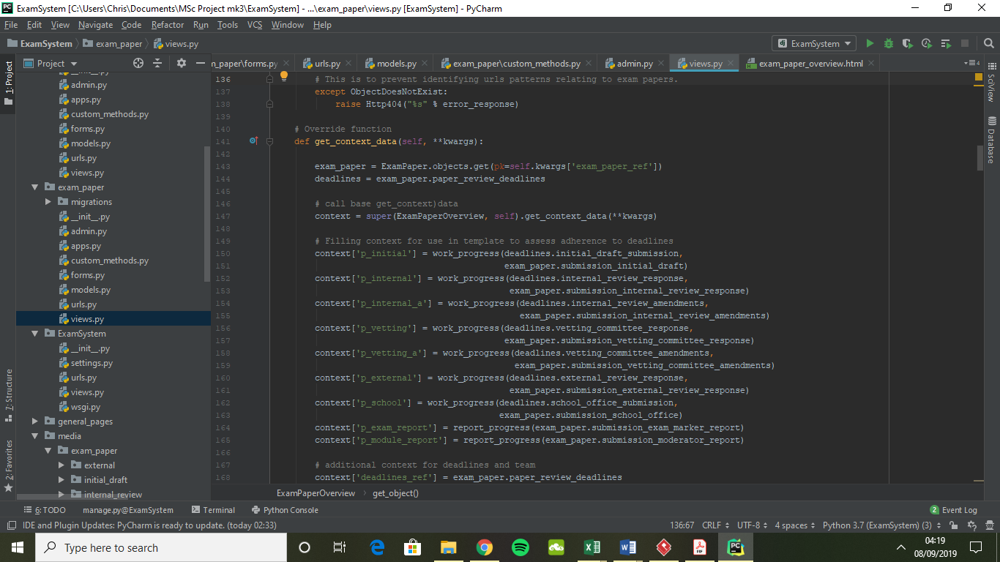 ExamSystem [C:\Users\Chris\Documents\MSc Project mk3\ExamSystem] - ...\exam_paper\views.py [ExamSystem] - PyCharm
File Edit View Navigate Code Refactor Run Tools VCS Window Help
ExamSystem exam_paper views.py ExamSystem
Project m_paper\forms.py urls.py models.py exam_paper\custom_methods.py admin.py views.py exam_paper_overview.html 4
1: Project
7: Structure
2: Favorites
SciView
Database
__init__.py
admin.py
apps.py
custom_methods.py
forms.py
models.py
urls.py
views.py
exam_paper
migrations
__init__.py
admin.py
apps.py
custom_methods.py
forms.py
models.py
urls.py
views.py
ExamSystem
__init__.py
settings.py
urls.py
views.py
wsgi.py
general_pages
media
exam_paper
external
initial_draft
internal_review
136 # This is to prevent identifying urls patterns relating to exam papers.
137 except ObjectDoesNotExist:
138 raise Http404("%s" % error_response)
139
140 # Override function
141 def get_context_data(self, **kwargs):
142
143 exam_paper = ExamPaper.objects.get(pk=self.kwargs['exam_paper_ref'])
144 deadlines = exam_paper.paper_review_deadlines
145
146 # call base get_context)data
147 context = super(ExamPaperOverview, self).get_context_data(**kwargs)
148
149 # Filling context for use in template to assess adherence to deadlines
150 context['p_initial'] = work_progress(deadlines.initial_draft_submission,
151 exam_paper.submission_initial_draft)
152 context['p_internal'] = work_progress(deadlines.internal_review_response,
153 exam_paper.submission_internal_review_response)
154 context['p_internal_a'] = work_progress(deadlines.internal_review_amendments,
155 exam_paper.submission_internal_review_amendments)
156 context['p_vetting'] = work_progress(deadlines.vetting_committee_response,
157 exam_paper.submission_vetting_committee_response)
158 context['p_vetting_a'] = work_progress(deadlines.vetting_committee_amendments,
159 exam_paper.submission_vetting_committee_amendments)
160 context['p_external'] = work_progress(deadlines.external_review_response,
161 exam_paper.submission_external_review_response)
162 context['p_school'] = work_progress(deadlines.school_office_submission,
163 exam_paper.submission_school_office)
164 context['p_exam_report'] = report_progress(exam_paper.submission_exam_marker_report)
165 context['p_module_report'] = report_progress(exam_paper.submission_moderator_report)
166
167 # additional context for deadlines and team
168 context['deadlines_ref'] = exam_paper.paper_review_deadlines
ExamPaperOverview get_object()
6: TODO manage.py@ExamSystem Terminal Python Console 2 Event Log
IDE and Plugin Updates: PyCharm is ready to update. (today 02:33) 136:67 CRLF UTF-8 4 spaces Python 3.7 (ExamSystem) (3)
Type here to search
04:19
08/09/2019